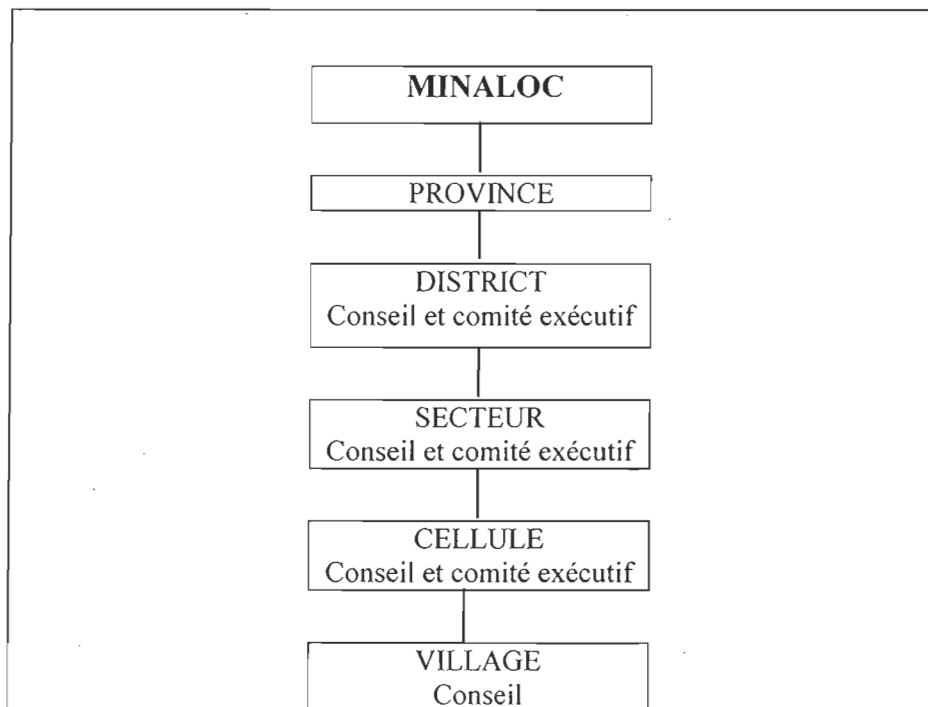 MINALOC
PROVINCE
DISTRICT
Conseil et comité exécutif
SECTEUR
Conseil et comité exécutif
CELLULE
Conseil et comité exécutif
VILLAGE
Conseil